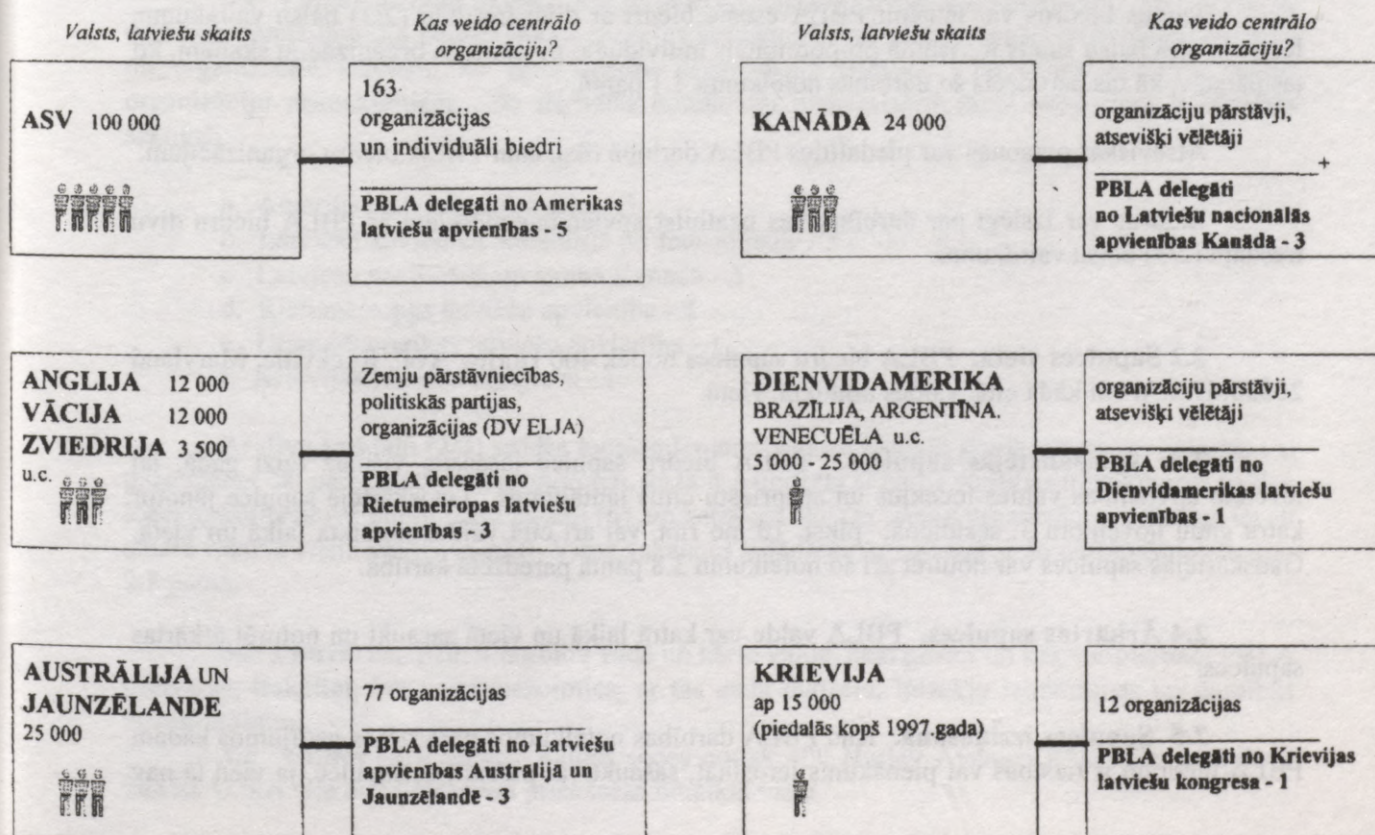 Valsts, latviešu skaits
Kas veido centrālo
organizāciju?
ASV 100 000
163
organizācijas
un individuāli biedri
PBLA delegāti no Amerikas
latviešu apvienības - 5
Valsts, latviešu skaits
Kas veido centrālo
organizāciju?
KANĀDA 24 000
organizāciju pārstāvji,
atsevišķi vēlētāji
PBLA delegāti
no Latviešu nacionālās
apvienības Kanādā - 3
ANGLIJA 12 000
VĀCIJA 12 000
ZVIEDRIJA 3 500
u.c.
Zemju pārstāvniecības,
politiskās partijas,
organizācijas (DV ELJA)
PBLA delegāti no
Rietumeiropas latviešu
apvienības - 3
DIENVIDAMERIKA
BRAZĪLIJA, ARGENTĪNA.
VENECUĒLA u.c.
5 000 - 25 000
organizāciju pārstāvji,
atsevišķi vēlētāji
PBLA delegāti no
Dienvidamerikas latviešu
apvienības - 1
AUSTRĀLIJA UN
JAUNZĒLANDE
25 000
77 organizācijas
PBLA delegāti no Latviešu
apvienības Austrālijā un
Jaunzēlandē - 3
KRIEVIJA
ap 15 000
(piedalās kopš 1997.gada)
12 organizācijas
PBLA delegāti no Krievijas
latviešu kongresa - 1